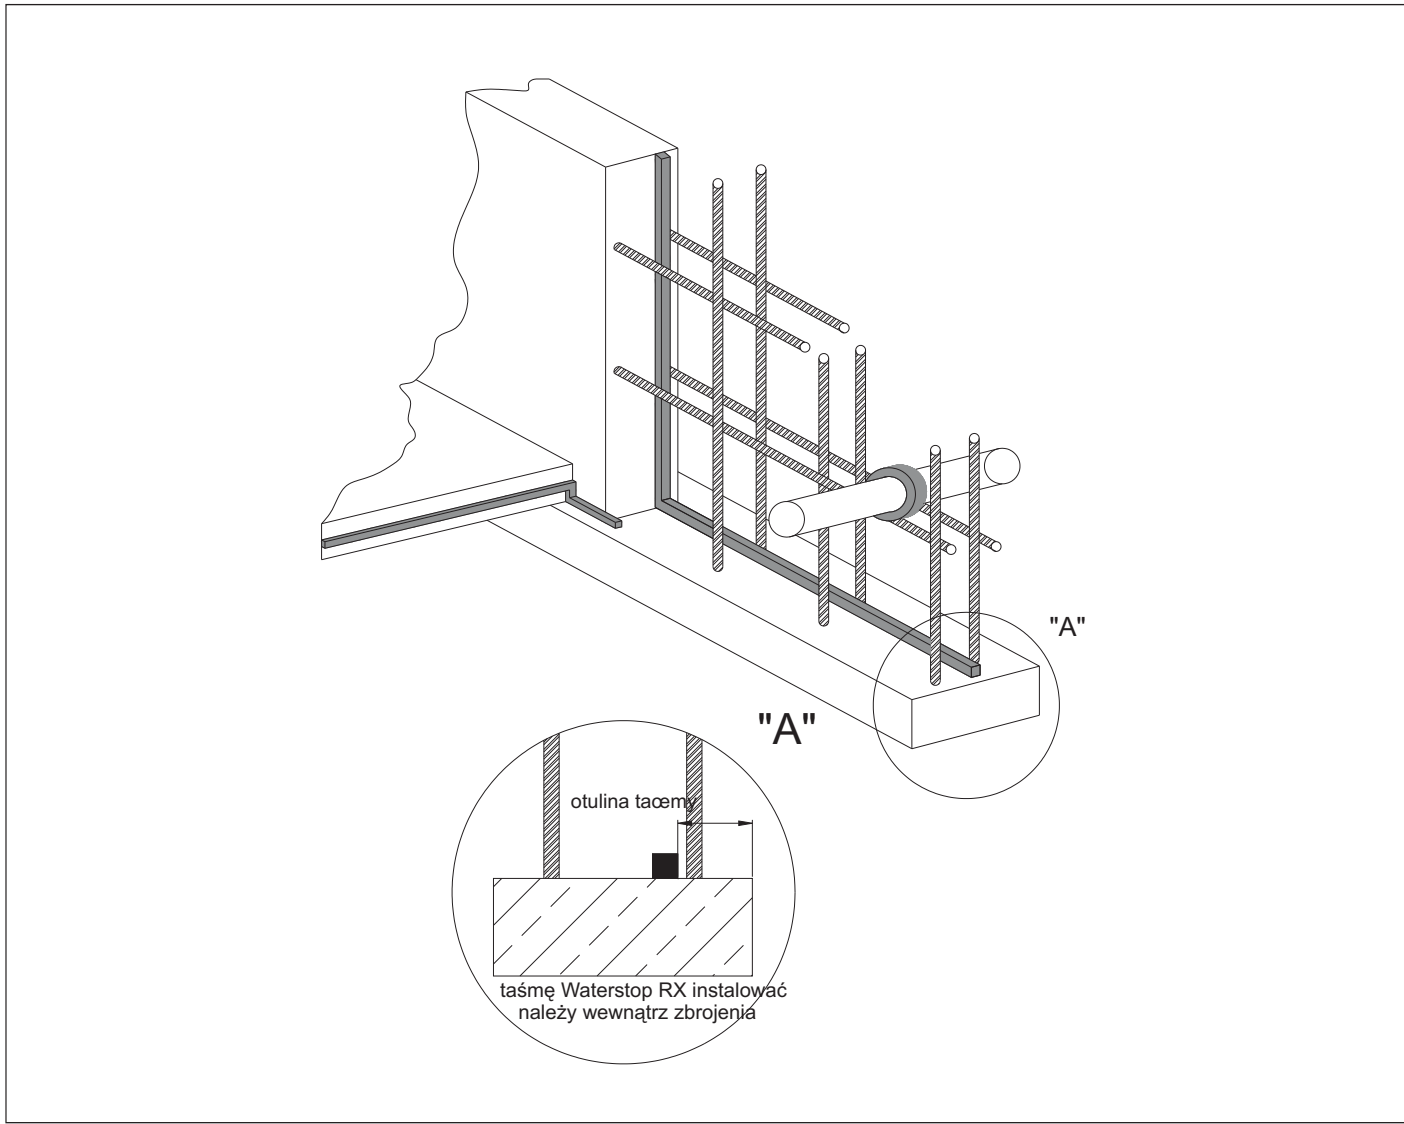 "A"
"A"
otulina taœmy
taśmę Waterstop RX instalować
należy wewnątrz zbrojenia